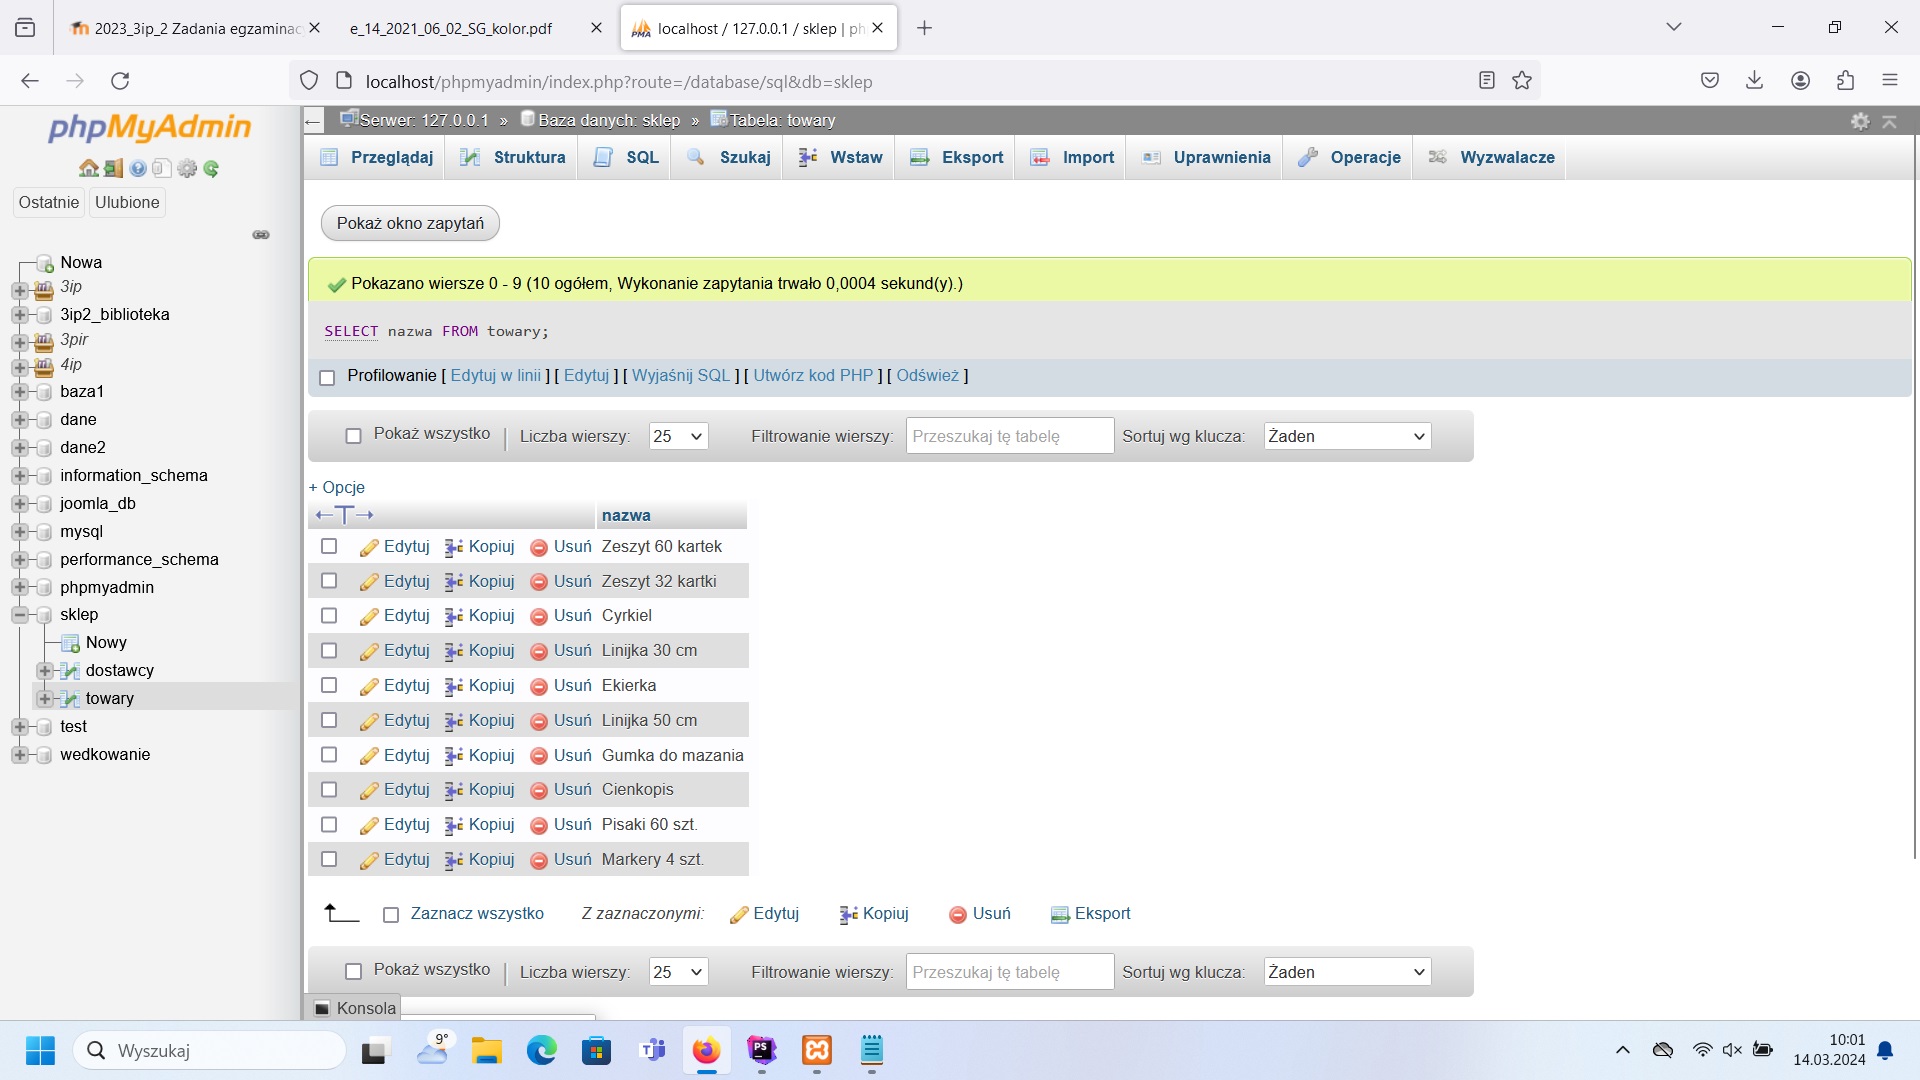 2023_3ip_2 Zadania egzaminac
e_14_2021_06_02_SG_kolor.pdf
localhost / 127.0.0.1 / sklep | ph
localhost/phpmyadmin/index.php?route=/database/sql&db=sklep
phpMyAdmin
Ostatnie
Ulubione
Nowa
3ip
3ip2_biblioteka
3pir
4ip
baza1
dane
dane2
information_schema
joomla_db
mysql
performance_schema
phpmyadmin
sklep
Nowy
dostawcy
towary
test
wedkowanie
Serwer: 127.0.0.1 » Baza danych: sklep » Tabela: towary
Przeglądaj Struktura SQL Szukaj Wstaw Eksport Import Uprawnienia Operacje Wyzwalacze
Pokaż okno zapytań
Pokazano wiersze 0 - 9 (10 ogółem, Wykonanie zapytania trwało 0,0004 sekund(y).)
SELECT nazwa FROM towary;
Profilowanie [ Edytuj w linii ] [ Edytuj ] [ Wyjaśnij SQL ] [ Utwórz kod PHP ] [ Odśwież ]
Pokaż wszystko | Liczba wierszy: 25 Filtrowanie wierszy: Przeszukaj tę tabelę Sortuj wg klucza: Żaden
+ Opcje
←T→ nazwa
Edytuj Kopiuj Usuń Zeszyt 60 kartek
Edytuj Kopiuj Usuń Zeszyt 32 kartki
Edytuj Kopiuj Usuń Cyrkiel
Edytuj Kopiuj Usuń Linijka 30 cm
Edytuj Kopiuj Usuń Ekierka
Edytuj Kopiuj Usuń Linijka 50 cm
Edytuj Kopiuj Usuń Gumka do mazania
Edytuj Kopiuj Usuń Cienkopis
Edytuj Kopiuj Usuń Pisaki 60 szt.
Edytuj Kopiuj Usuń Markery 4 szt.
Zaznacz wszystko Z zaznaczonymi: Edytuj Kopiuj Usuń Eksport
Pokaż wszystko | Liczba wierszy: 25 Filtrowanie wierszy: Przeszukaj tę tabelę Sortuj wg klucza: Żaden
Konsola
Wyszukaj
9°
PS
10:01
14.03.2024